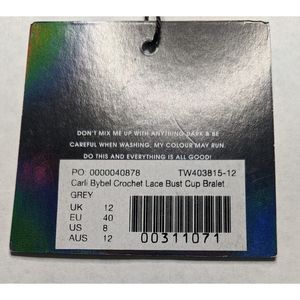 DON'T MIX ME UP WITH ANYTHING DARK & BE
CAREFUL WHEN WASHING, MY COLOUR MAY RUN.
DO THIS AND EVERYTHING IS ALL GOOD!
PO 0000040878 TW403815-12
Carli Bybel Crochet Lace Bust Cup Bralet
GREY
UK 12
EU 40
US 8
AUS 12
00311071